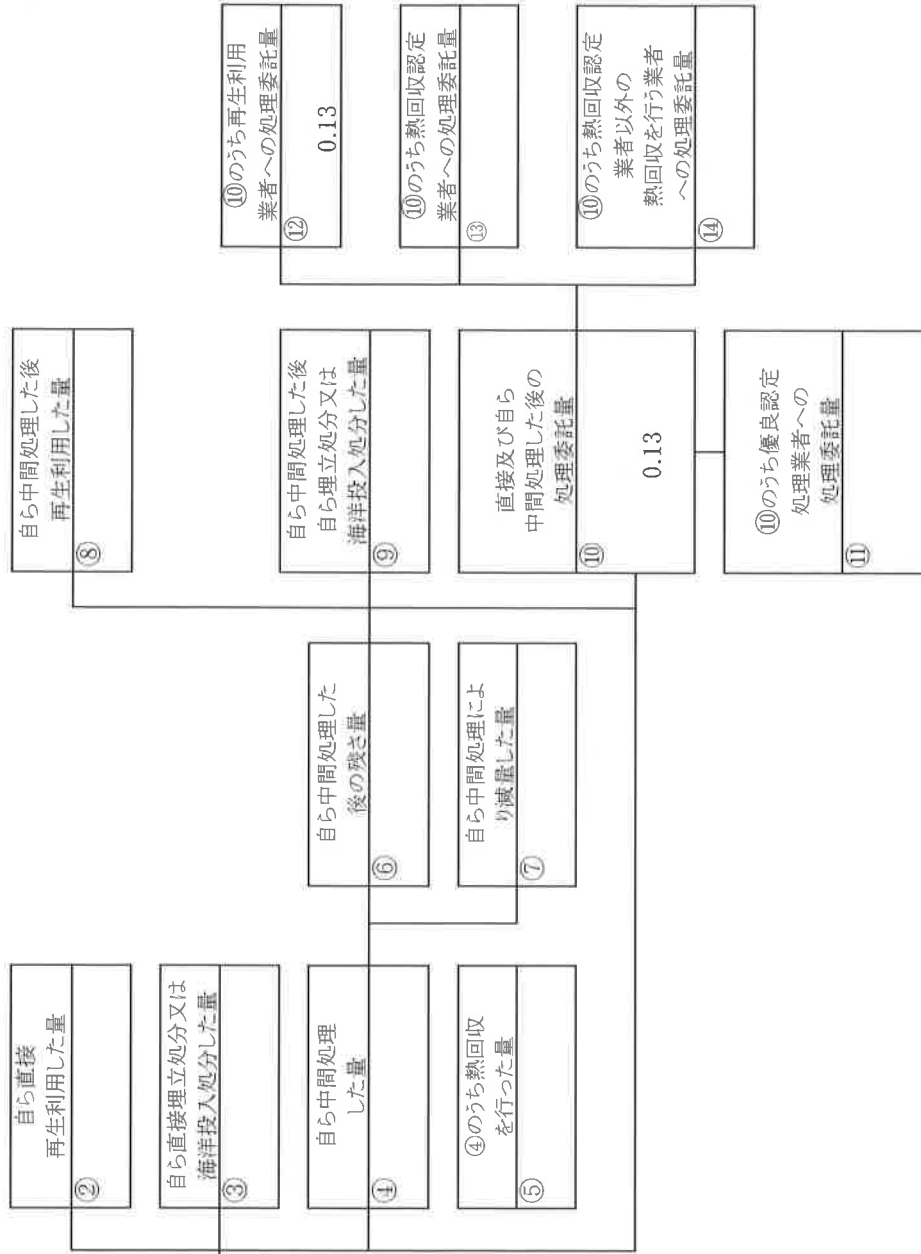 自ら直接
再生利用した量
②
自ら直接埋立処分又は
海洋投入処分した量
③
自ら中間処理
した量
④
④のうち熱回収
を行った量
⑤
自ら中間処理した
後の残さ量
⑥
自ら中間処理によ
り減量した量
⑦
自ら中間処理した後
再生利用した量
⑧
自ら中間処理した後
自ら埋立処分又は
海洋投入処分した量
⑨
直接及び自ら
中間処理した後の
処理委託量
⑩
0.13
⑩のうち優良認定
処理業者への
処理委託量
⑪
⑩のうち再生利用
業者への処理委託量
⑫
0.13
⑩のうち熱回収認定
業者への処理委託量
⑬
⑩のうち熱回収認定
業者以外の
熱回収を行う業者
への処理委託量
⑭